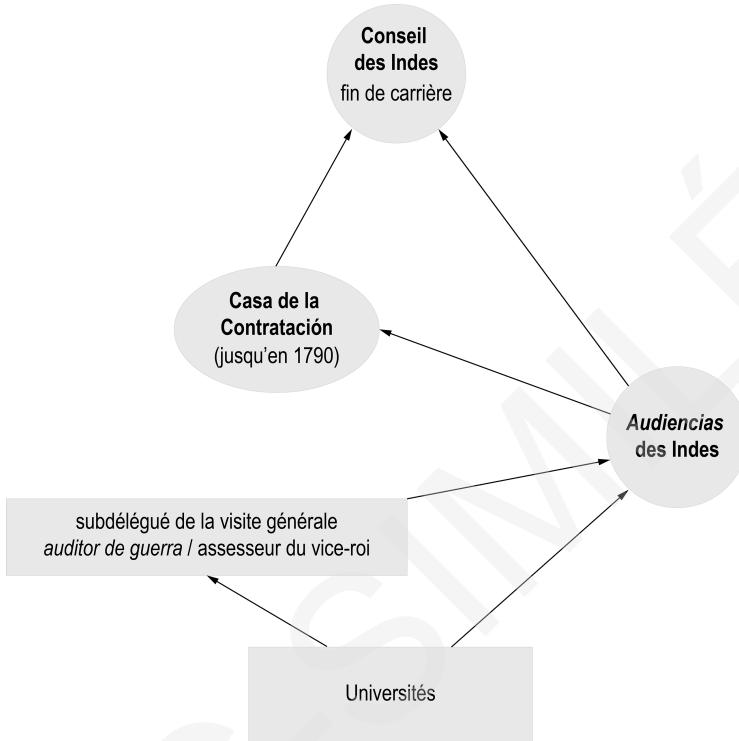 Conseil
des Indes
fin de carrière
Casa de la
Contratación
(jusqu'en 1790)
Audiencias
des Indes
subdélégué de la visite générale
auditor de guerra / assesseur du vice-roi
Universités